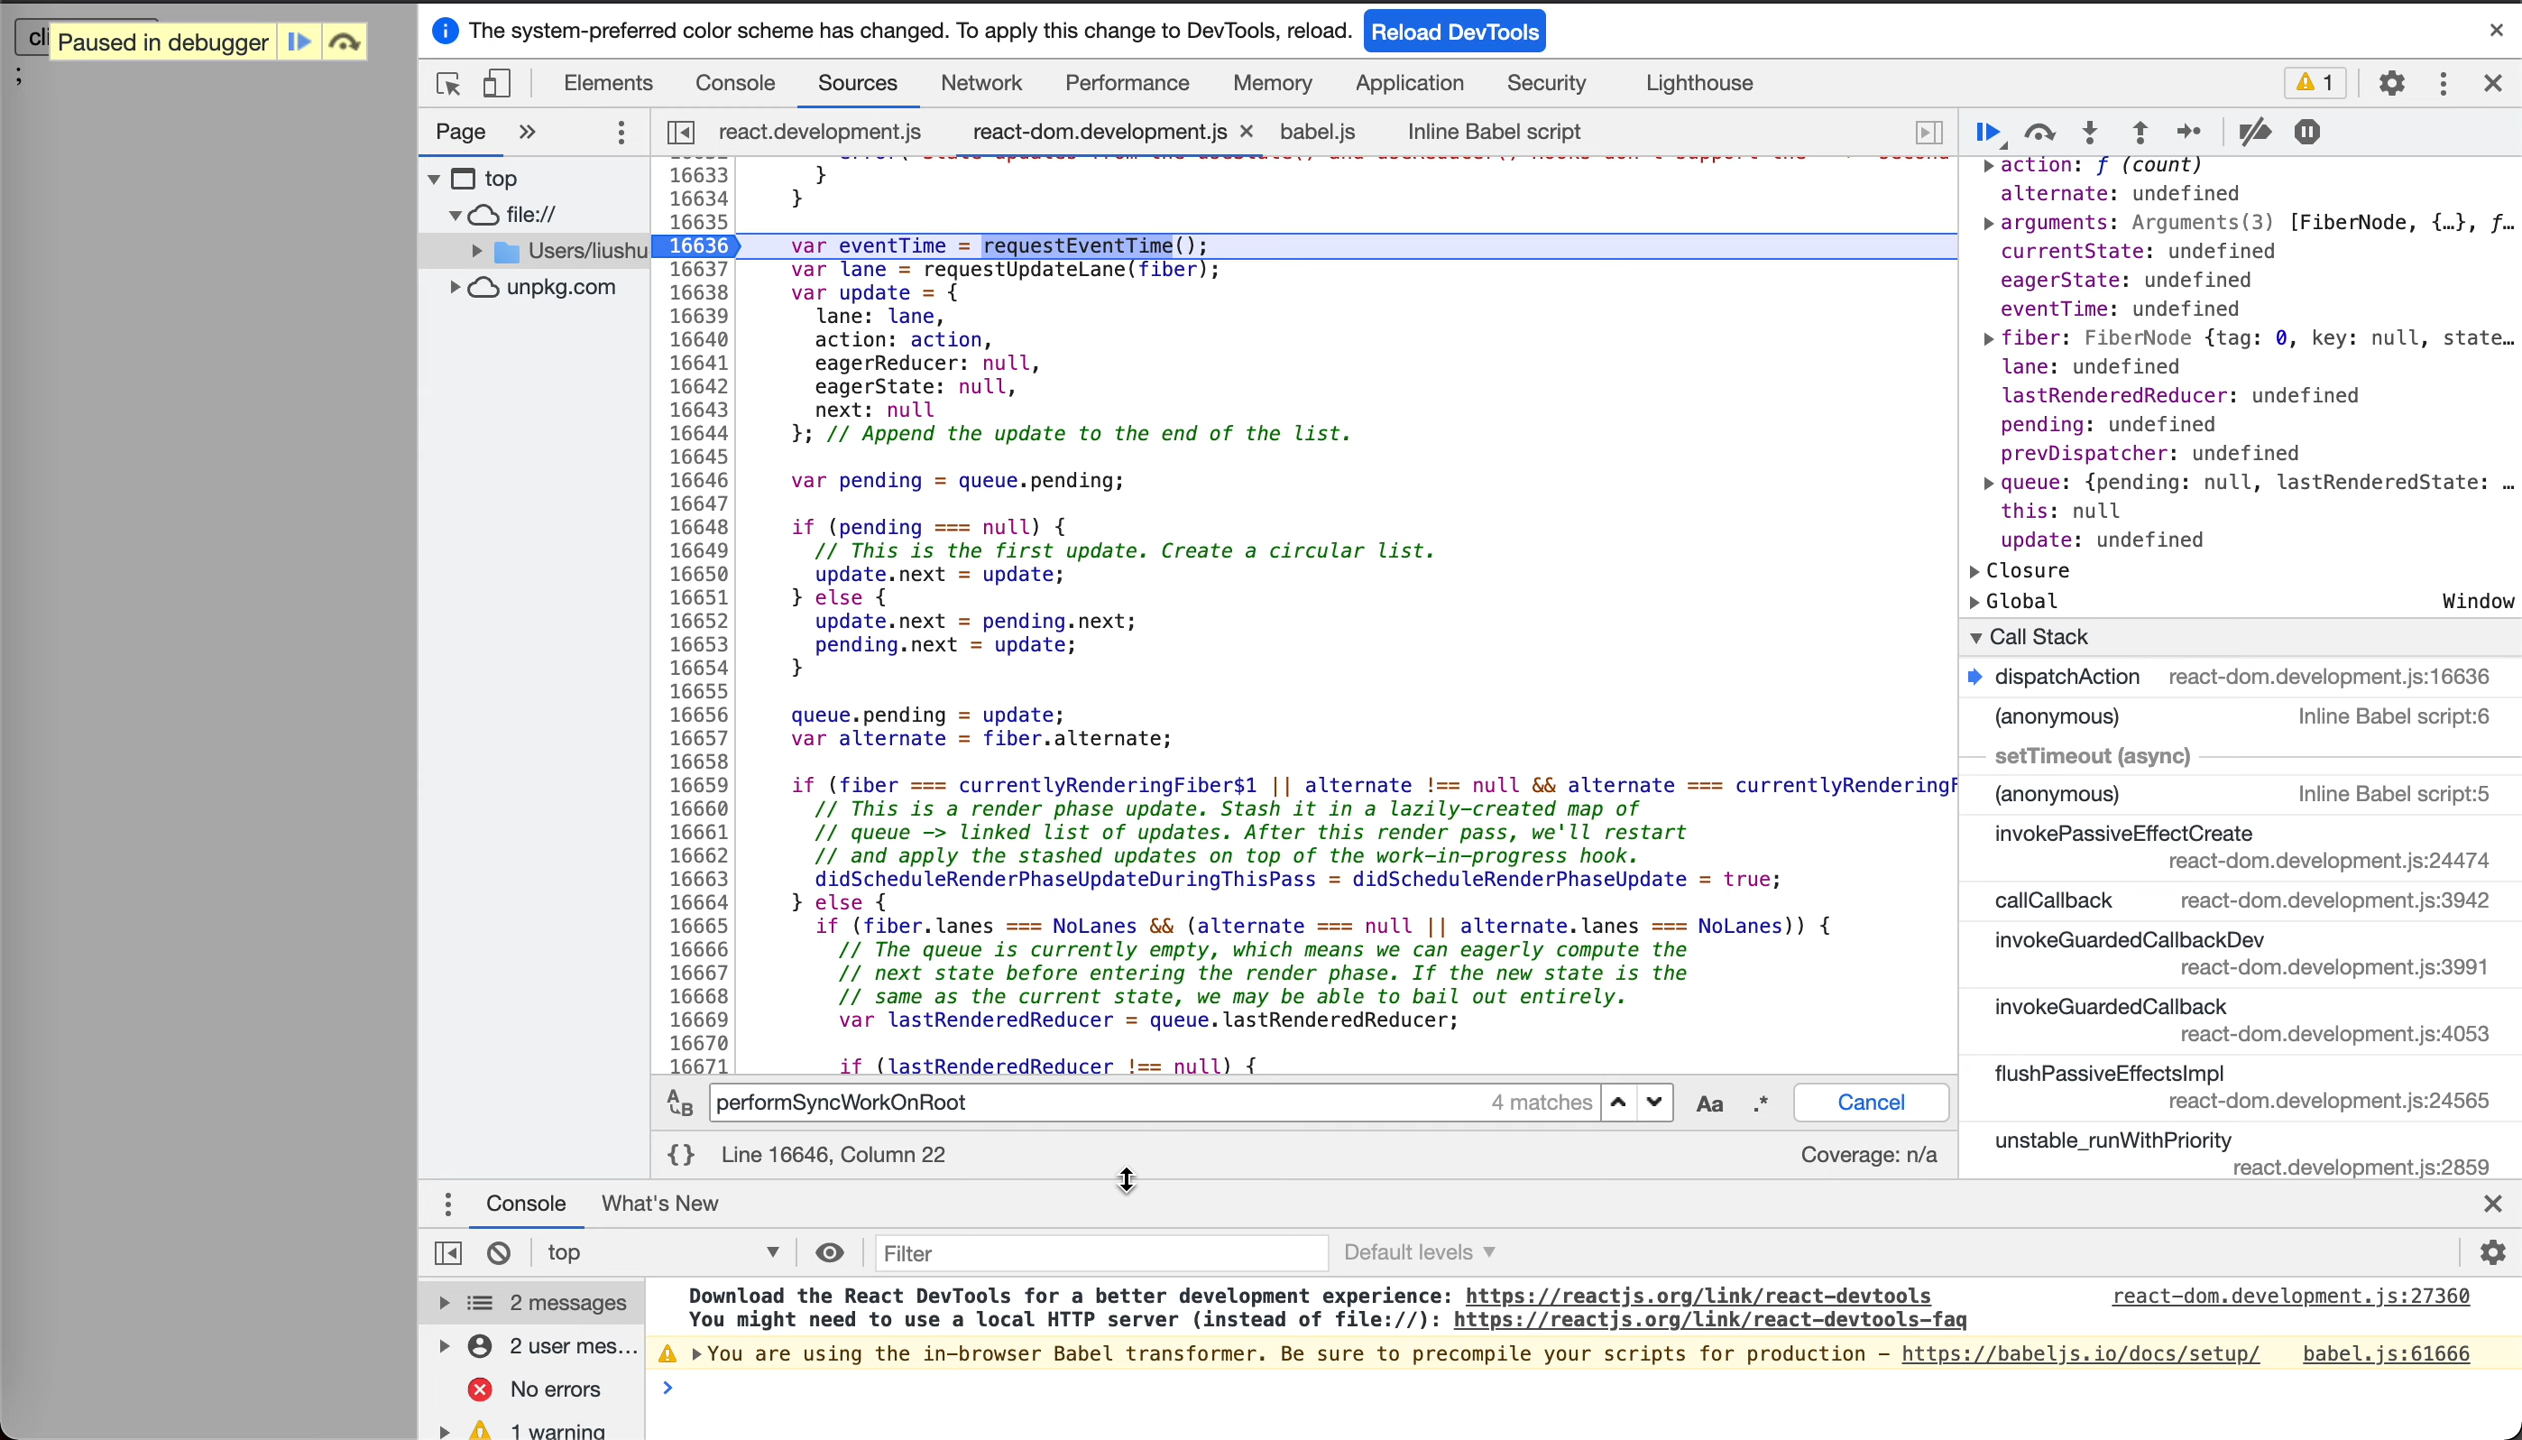 cli
Paused in debugger
;
The system-preferred color scheme has changed. To apply this change to DevTools, reload.
Reload DevTools
Elements
Console
Sources
Network
Performance
Memory
Application
Security
Lighthouse
1
Page
react.development.js
react-dom.development.js
babel.js
Inline Babel script
top
file://
Users/liushu
unpkg.com
16633 }
16634 }
16635
16636 var eventTime = requestEventTime();
16637 var lane = requestUpdateLane(fiber);
16638 var update = {
16639 lane: lane,
16640 action: action,
16641 eagerReducer: null,
16642 eagerState: null,
16643 next: null
16644 }; // Append the update to the end of the list.
16645
16646 var pending = queue.pending;
16647
16648 if (pending === null) {
16649 // This is the first update. Create a circular list.
16650 update.next = update;
16651 } else {
16652 update.next = pending.next;
16653 pending.next = update;
16654 }
16655
16656 queue.pending = update;
16657 var alternate = fiber.alternate;
16658
16659 if (fiber === currentlyRenderingFiber$1 || alternate !== null && alternate === currentlyRenderingF
16660 // This is a render phase update. Stash it in a lazily-created map of
16661 // queue -> linked list of updates. After this render pass, we'll restart
16662 // and apply the stashed updates on top of the work-in-progress hook.
16663 didScheduleRenderPhaseUpdateDuringThisPass = didScheduleRenderPhaseUpdate = true;
16664 } else {
16665 if (fiber.lanes === NoLanes && (alternate === null || alternate.lanes === NoLanes)) {
16666 // The queue is currently empty, which means we can eagerly compute the
16667 // next state before entering the render phase. If the new state is the
16668 // same as the current state, we may be able to bail out entirely.
16669 var lastRenderedReducer = queue.lastRenderedReducer;
16670
16671 if (lastRenderedReducer !== null) {
performSyncWorkOnRoot
4 matches
Aa
.*
Cancel
{} Line 16646, Column 22
Coverage: n/a
action: ƒ (count)
alternate: undefined
arguments: Arguments(3) [FiberNode, {…}, ƒ…
currentState: undefined
eagerState: undefined
eventTime: undefined
fiber: FiberNode {tag: 0, key: null, state…
lane: undefined
lastRenderedReducer: undefined
pending: undefined
prevDispatcher: undefined
queue: {pending: null, lastRenderedState: …
this: null
update: undefined
Closure
Global Window
Call Stack
dispatchAction react-dom.development.js:16636
(anonymous) Inline Babel script:6
setTimeout (async)
(anonymous) Inline Babel script:5
invokePassiveEffectCreate
react-dom.development.js:24474
callCallback react-dom.development.js:3942
invokeGuardedCallbackDev
react-dom.development.js:3991
invokeGuardedCallback
react-dom.development.js:4053
flushPassiveEffectsImpl
react-dom.development.js:24565
unstable_runWithPriority
react.development.js:2859
Console
What's New
top
Filter
Default levels
2 messages
2 user mes…
No errors
1 warning
Download the React DevTools for a better development experience: https://reactjs.org/link/react-devtools react-dom.development.js:27360
You might need to use a local HTTP server (instead of file://): https://reactjs.org/link/react-devtools-faq
You are using the in-browser Babel transformer. Be sure to precompile your scripts for production – https://babeljs.io/docs/setup/ babel.js:61666